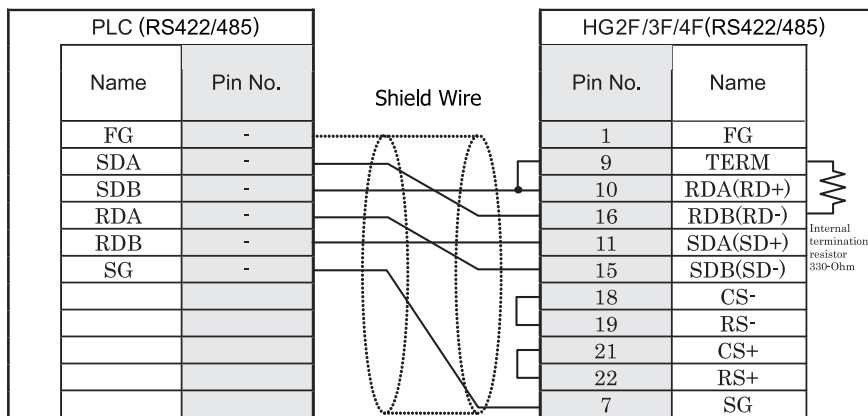 PLC (RS422/485) HG2F/3F/4F(RS422/485)
Name Pin No. Shield Wire Pin No. Name
FG - 1 FG
SDA - 9 TERM
SDB - 10 RDA(RD+)
RDA - 16 RDB(RD-)
RDB - 11 SDA(SD+)
SG - 15 SDB(SD-)
18 CS-
19 RS-
21 CS+
22 RS+
7 SG
Internal
termination
resistor
330-Ohm